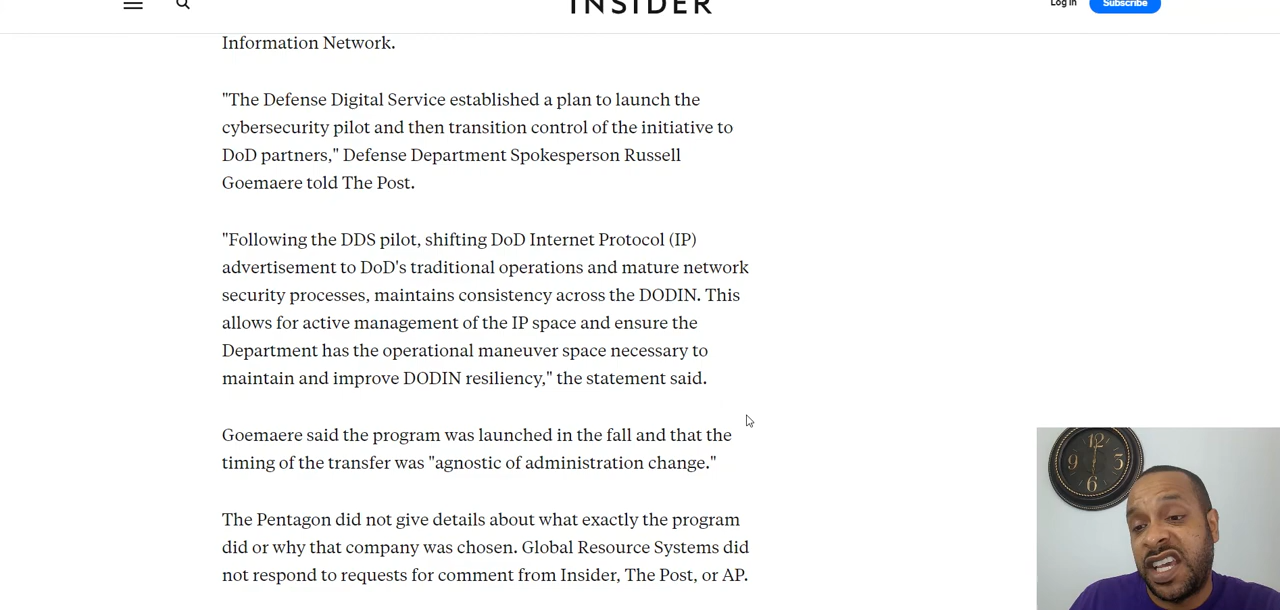 INSIDER
Log in
Subscribe
Information Network.
"The Defense Digital Service established a plan to launch the
cybersecurity pilot and then transition control of the initiative to
DoD partners," Defense Department Spokesperson Russell
Goemaere told The Post.
"Following the DDS pilot, shifting DoD Internet Protocol (IP)
advertisement to DoD's traditional operations and mature network
security processes, maintains consistency across the DODIN. This
allows for active management of the IP space and ensure the
Department has the operational maneuver space necessary to
maintain and improve DODIN resiliency," the statement said.
Goemaere said the program was launched in the fall and that the
timing of the transfer was "agnostic of administration change."
The Pentagon did not give details about what exactly the program
did or why that company was chosen. Global Resource Systems did
not respond to requests for comment from Insider, The Post, or AP.
12
9
3
6